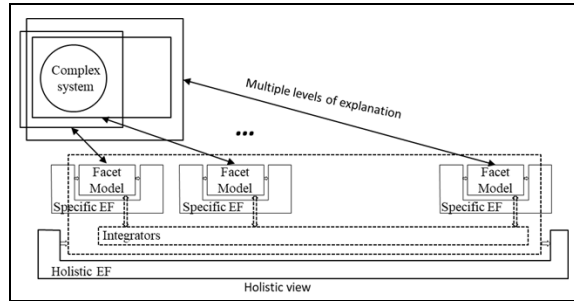 Complex
system
Multiple levels of explanation
...
Facet
Model
Specific EF
Facet
Model
Specific EF
Facet
Model
Specific EF
Integrators
Holistic EF
Holistic view